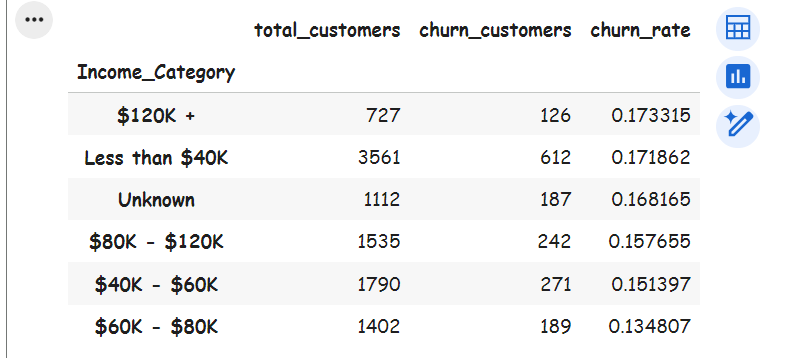 total_customers churn_customers churn_rate
Income_Category
$120K + 727 126 0.173315
Less than $40K 3561 612 0.171862
Unknown 1112 187 0.168165
$80K - $120K 1535 242 0.157655
$40K - $60K 1790 271 0.151397
$60K - $80K 1402 189 0.134807